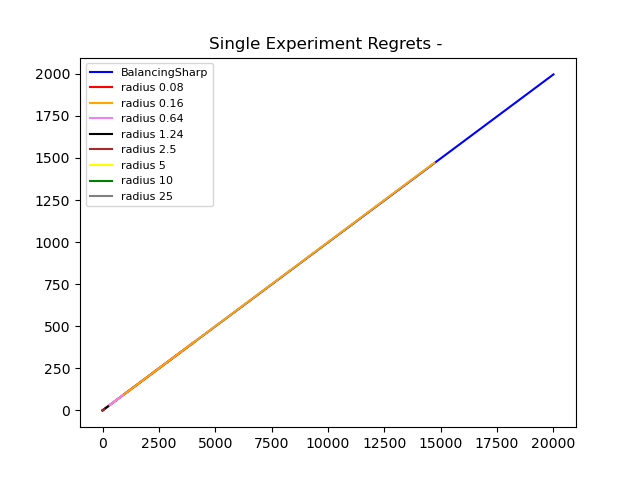 Single Experiment Regrets -
BalancingSharp
radius 0.08
radius 0.16
radius 0.64
radius 1.24
radius 2.5
radius 5
radius 10
radius 25
2000
1750
1500
1250
1000
750
500
250
0
0 2500 5000 7500 10000 12500 15000 17500 20000